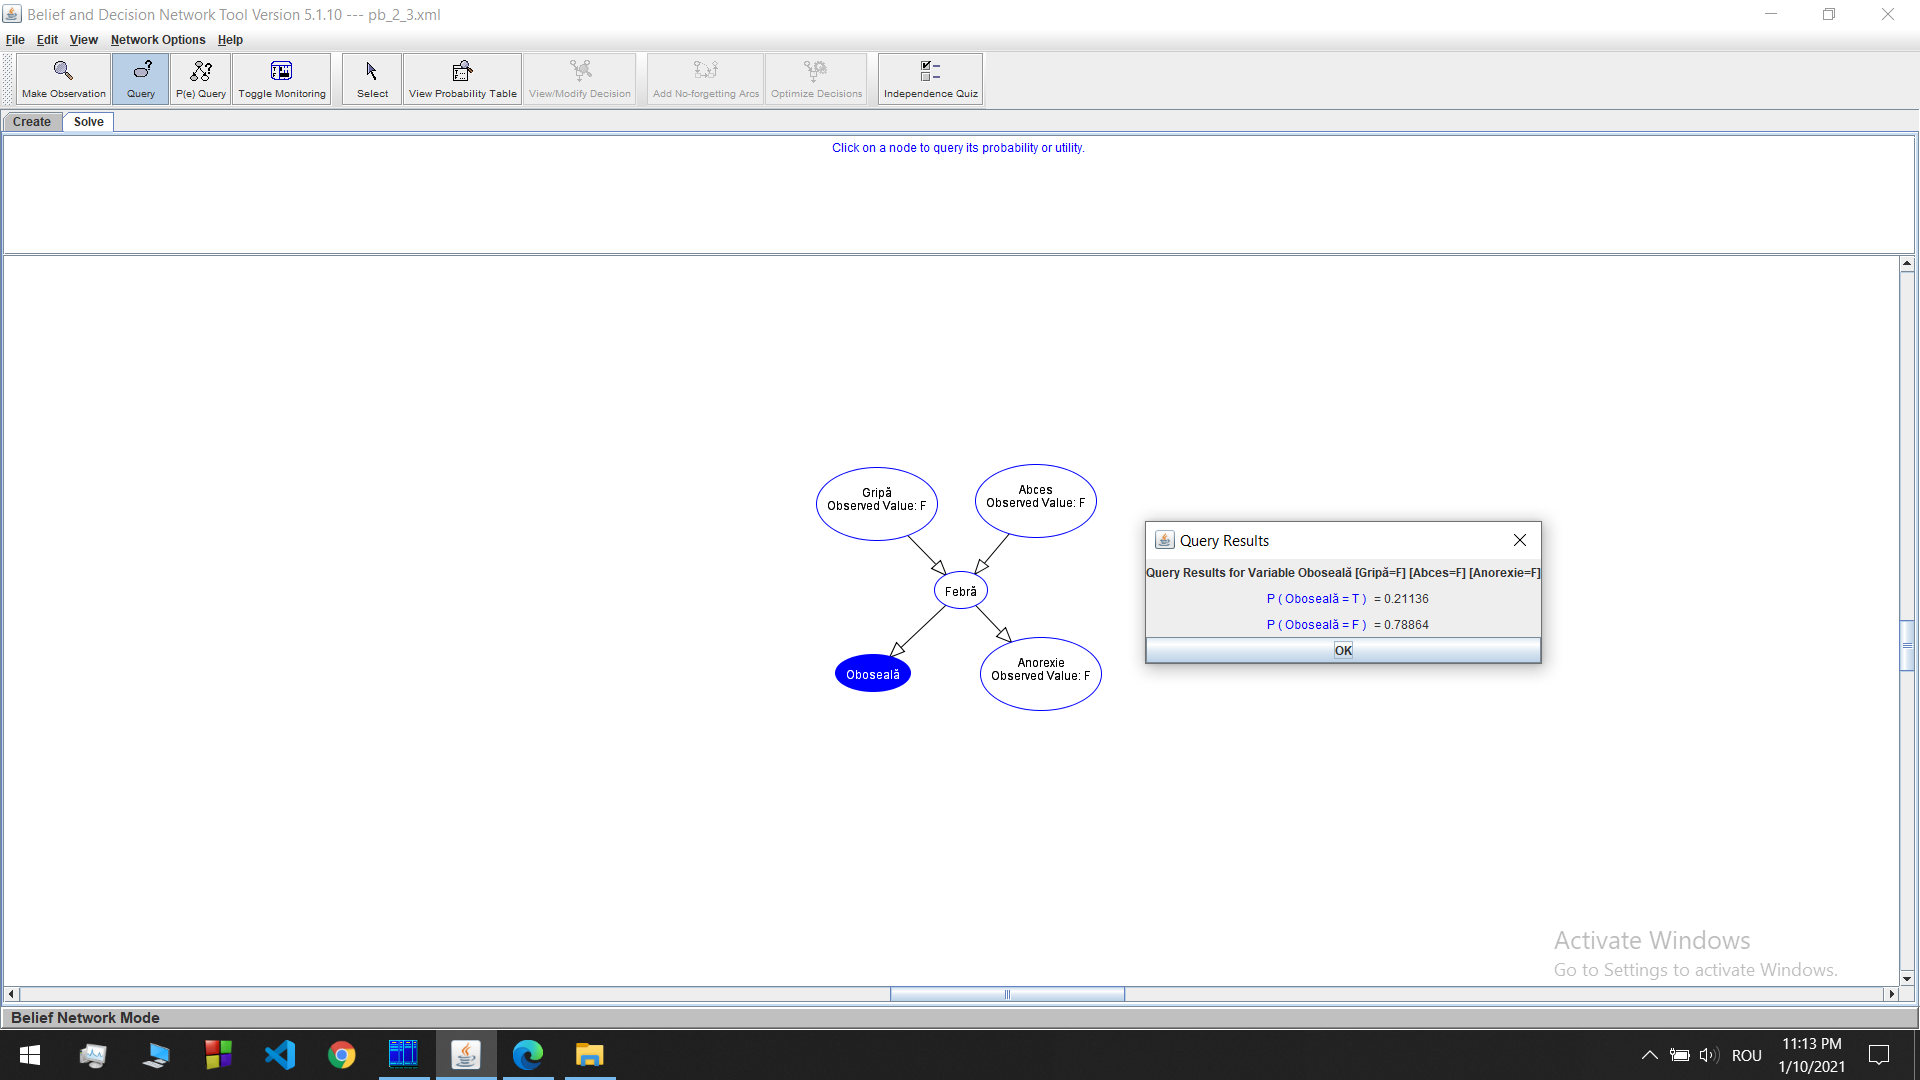 Belief and Decision Network Tool Version 5.1.10 --- pb_2_3.xml
File Edit View Network Options Help
Make Observation Query P(e) Query Toggle Monitoring Select View Probability Table View/Modify Decision Add No-forgetting Arcs Optimize Decisions Independence Quiz
Create Solve
Click on a node to query its probability or utility.
Gripă
Observed Value: F
Abces
Observed Value: F
Febră
Oboseală
Anorexie
Observed Value: F
Query Results
Query Results for Variable Oboseală [Gripă=F] [Abces=F] [Anorexie=F]
P ( Oboseală = T ) = 0.21136
P ( Oboseală = F ) = 0.78864
OK
Activate Windows
Go to Settings to activate Windows.
Belief Network Mode
ROU
11:13 PM
1/10/2021